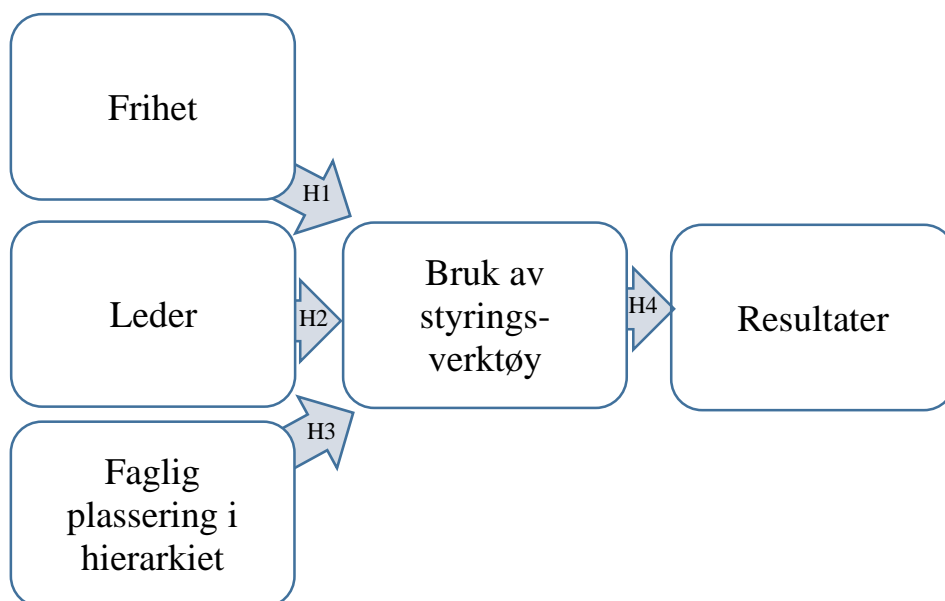 Frihet
H1
Leder
H2
Faglig
plassering i
hierarkiet
H3
Bruk av
styrings-
verktøy
H4
Resultater